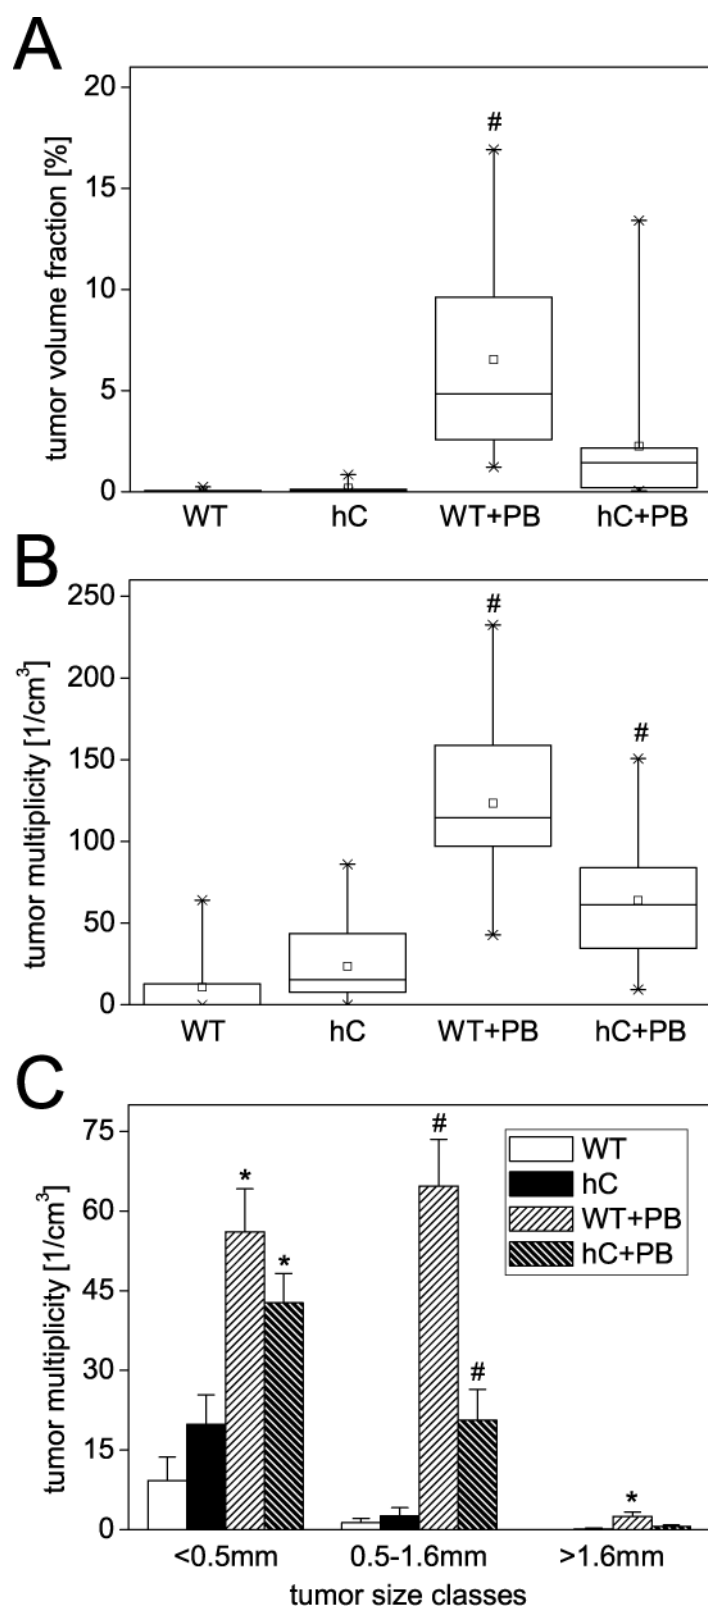 A
tumor volume fraction [%]
20
15
10
5
0
#
WT hC WT+PB hC+PB
B
tumor multiplicity [1/cm³]
250
200
150
100
50
0
#
#
WT hC WT+PB hC+PB
C
tumor multiplicity [1/cm³]
75
60
45
30
15
0
*
*
#
#
*
WT
hC
WT+PB
hC+PB
<0.5mm 0.5-1.6mm >1.6mm
tumor size classes